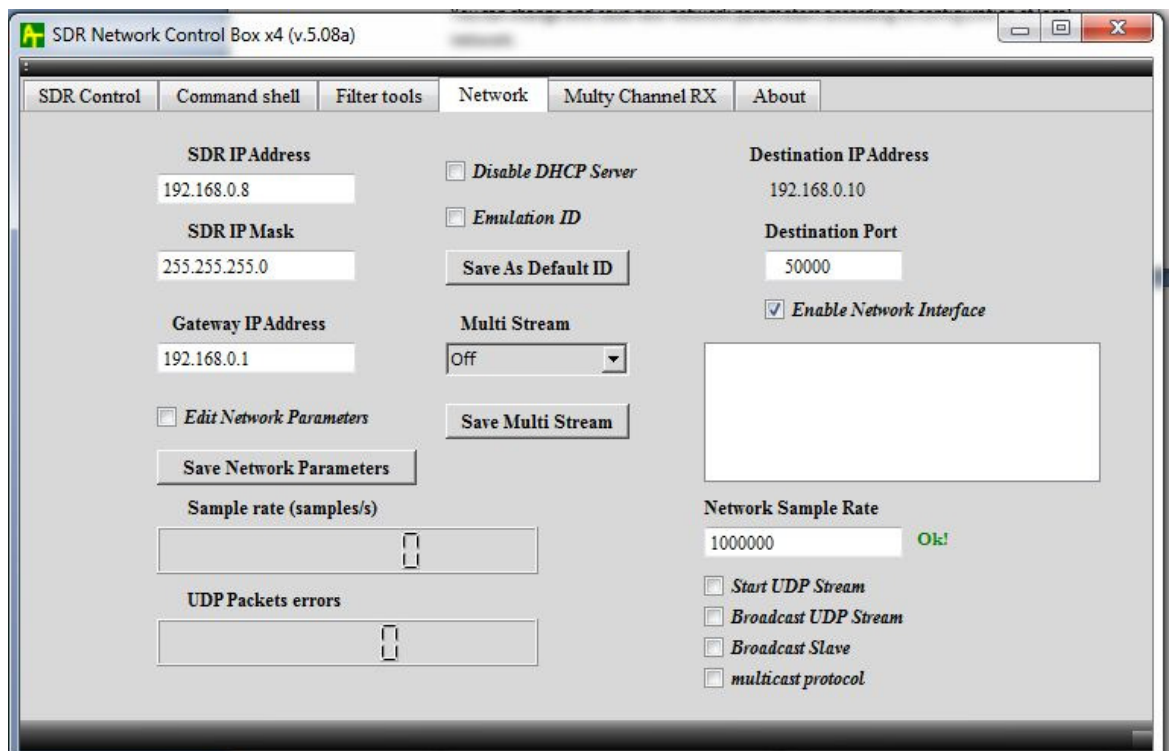 SDR Network Control Box x4 (v.5.08a)
SDR Control
Command shell
Filter tools
Network
Multy Channel RX
About
SDR IP Address
192.168.0.8
SDR IP Mask
255.255.255.0
Gateway IP Address
192.168.0.1
Edit Network Parameters
Save Network Parameters
Sample rate (samples/s)
0
UDP Packets errors
0
Disable DHCP Server
Emulation ID
Save As Default ID
Multi Stream
Off
Save Multi Stream
Destination IP Address
192.168.0.10
Destination Port
50000
Enable Network Interface
Network Sample Rate
1000000
Ok!
Start UDP Stream
Broadcast UDP Stream
Broadcast Slave
multicast protocol